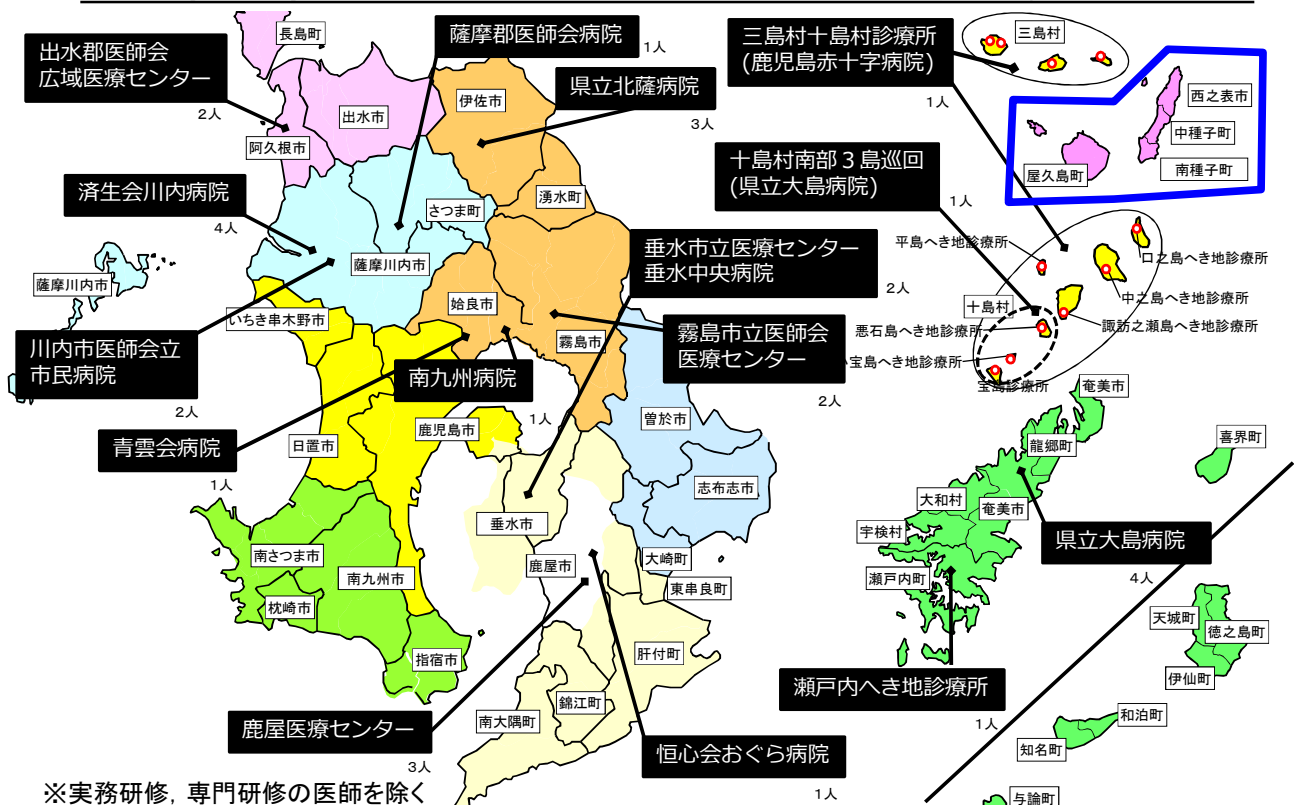 長島町
出水郡医師会
広域医療センター
2人
薩摩郡医師会病院
1人
県立北薩病院
3人
伊佐市
出水市
阿久根市
湧水町
さつま町
済生会川内病院
4人
薩摩川内市
薩摩川内市
川内市医師会立
市民病院
2人
いちき串木野市
姶良市
霧島市
垂水市立医療センター
垂水中央病院
2人
霧島市立医師会
医療センター
2人
南九州病院
1人
青雲会病院
1人
日置市
鹿児島市
曽於市
志布志市
大崎町
東串良町
垂水市
鹿屋市
南さつま市
南九州市
枕崎市
指宿市
肝付町
錦江町
南大隅町
鹿屋医療センター
3人
恒心会おぐら病院
1人
※実務研修，専門研修の医師を除く
三島村十島村診療所
(鹿児島赤十字病院)
1人
三島村
西之表市
中種子町
南種子町
屋久島町
十島村南部３島巡回
(県立大島病院)
1人
平島へき地診療所
口之島へき地診療所
中之島へき地診療所
十島村
諏訪之瀬島へき地診療所
悪石島へき地診療所
小宝島へき地診療所
宝島診療所
奄美市
龍郷町
喜界町
大和村
奄美市
宇検村
瀬戸内町
県立大島病院
4人
瀬戸内へき地診療所
1人
天城町
徳之島町
伊仙町
和泊町
知名町
与論町